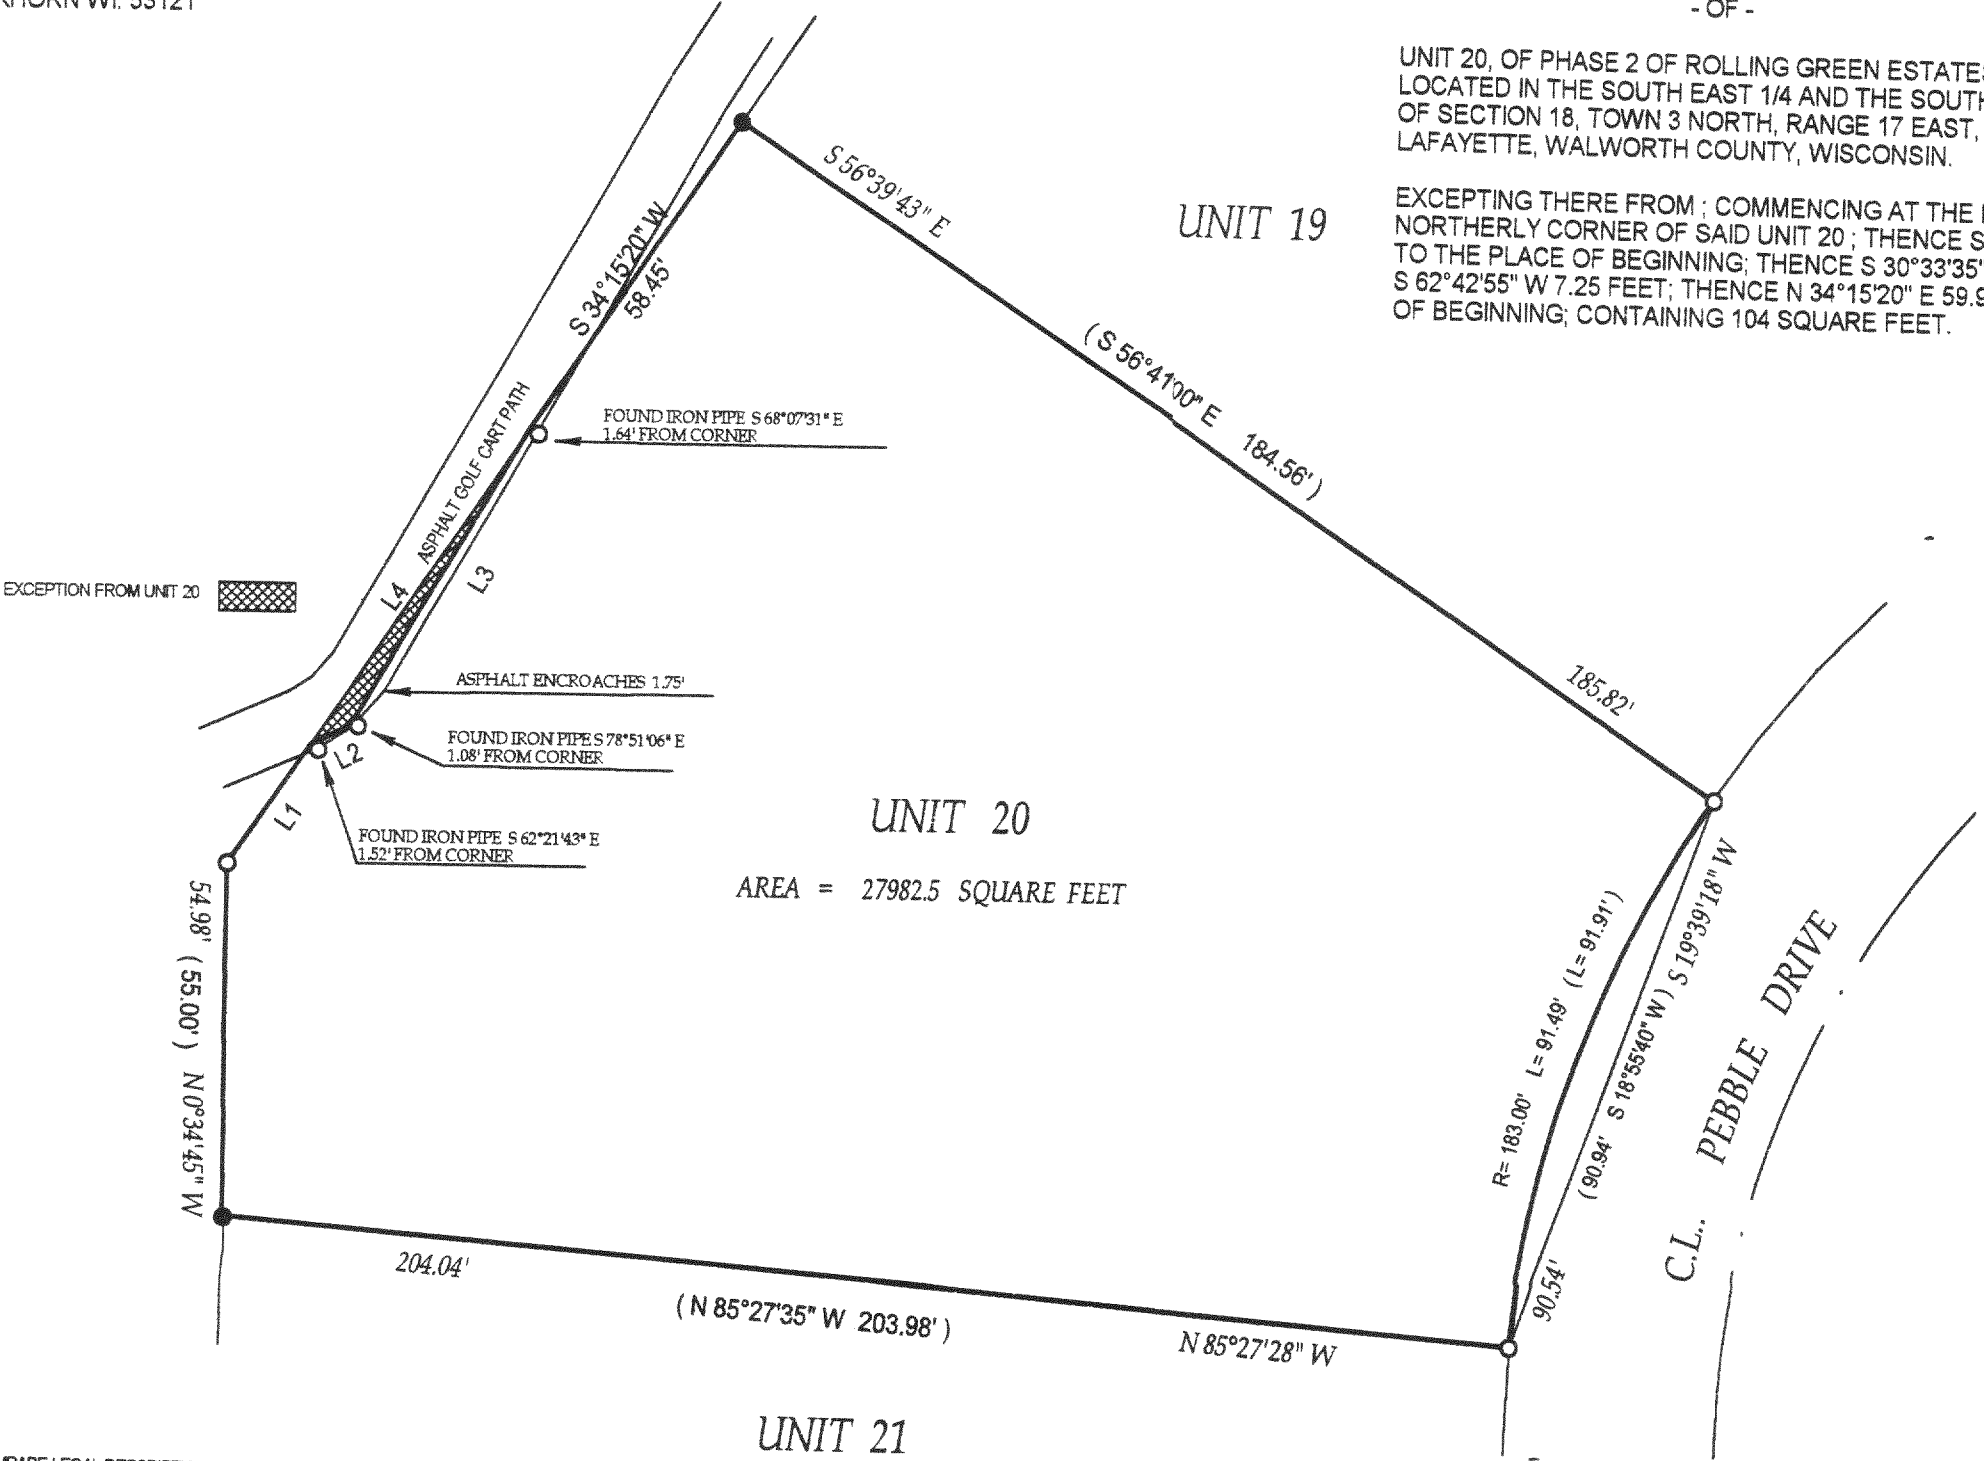 WI. 53121
- OF -
UNIT 20, OF PHASE 2 OF ROLLING GREEN
LOCATED IN THE SOUTH EAST 1/4 AND THE
OF SECTION 18, TOWN 3 NORTH, RANGE 17 EAST,
LAFAYETTE, WALWORTH COUNTY, WISCONSIN.
EXCEPTING THERE FROM ; COMMENCING AT THE
NORTHERLY CORNER OF SAID UNIT 20 ; THENCE S
TO THE PLACE OF BEGINNING; THENCE S 30°33'35"
S 62°42'55" W 7.25 FEET; THENCE N 34°15'20" E
OF BEGINNING; CONTAINING 104 SQUARE FEET.
UNIT 19
S 56°39'43" E
( S 56°41'00" E 184.56' )
185.82'
S 34°15'20" W
58.45'
ASPHALT GOLF CART PATH
FOUND IRON PIPE S 68°07'31" E
1.64' FROM CORNER
L3
L4
EXCEPTION FROM UNIT 20
ASPHALT ENCROACHES 1.75'
FOUND IRON PIPE S 78°51'06" E
1.08' FROM CORNER
L2
L1
FOUND IRON PIPE S 62°21'43" E
1.52' FROM CORNER
UNIT 20
AREA = 27982.5 SQUARE FEET
54.98' ( 55.00' ) N 0°34'45" W
R= 183.00' L= 91.49' ( L= 91.91' )
( 90.94' S 18°55'40" W ) S 19°39'18" W
90.54'
C.L. PEBBLE DRIVE
204.04'
( N 85°27'35" W 203.98' )
N 85°27'28" W
UNIT 21